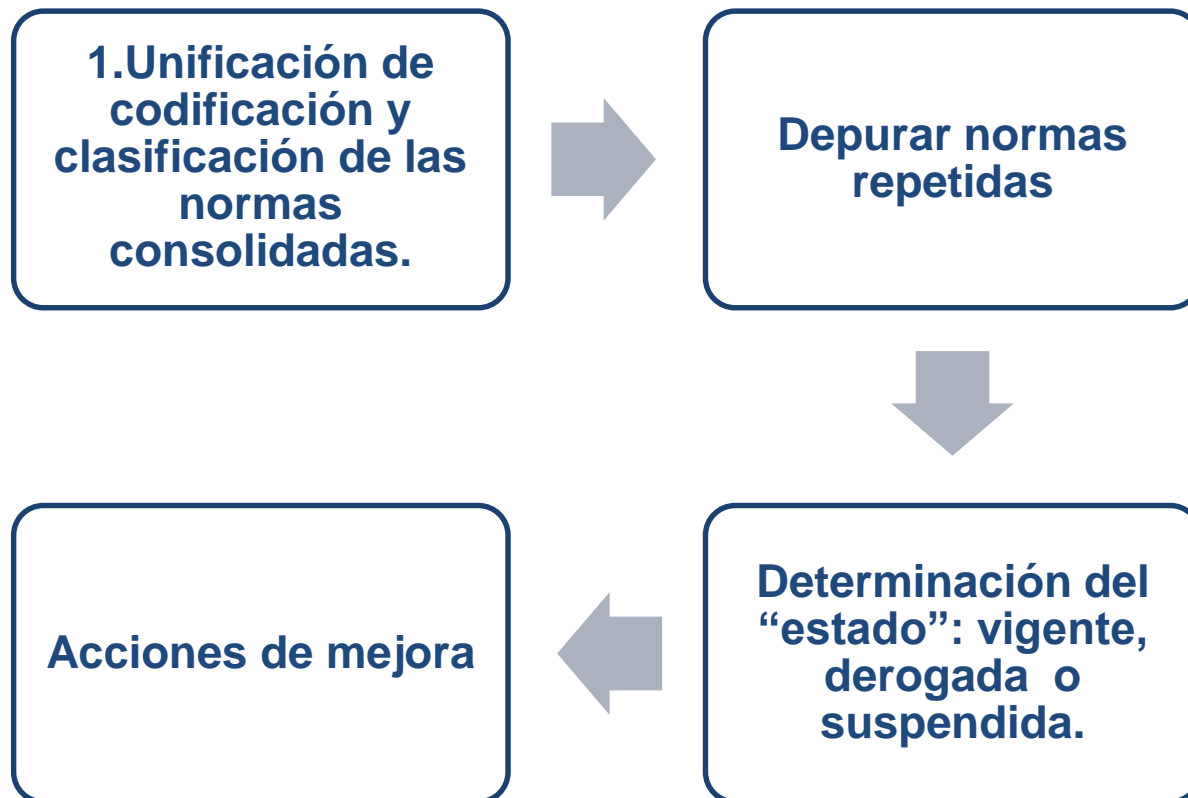 1.Unificación de
codificación y
clasificación de las
normas
consolidadas.
Depurar normas
repetidas
Determinación del
“estado”: vigente,
derogada  o
suspendida.
Acciones de mejora